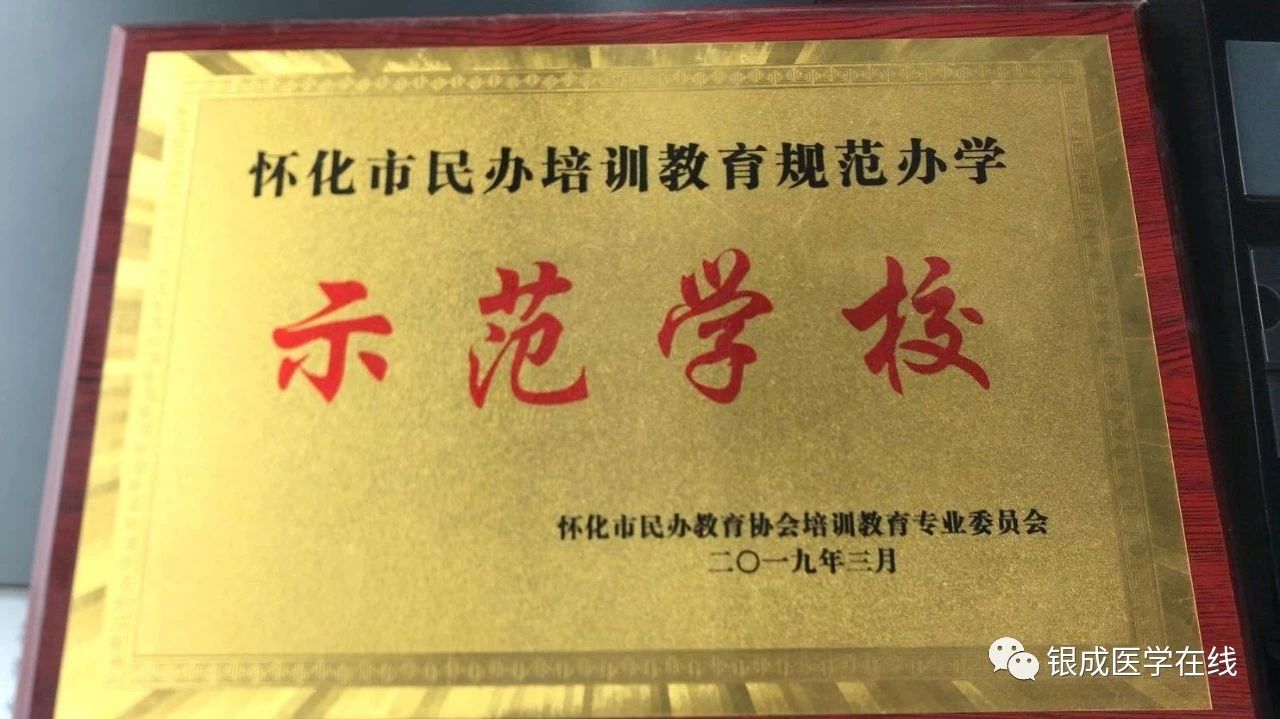 怀化市民办培训教育规范办学
示范学校
怀化市民办教育协会培训教育专业委员会
二〇一九年三月
银成医学在线